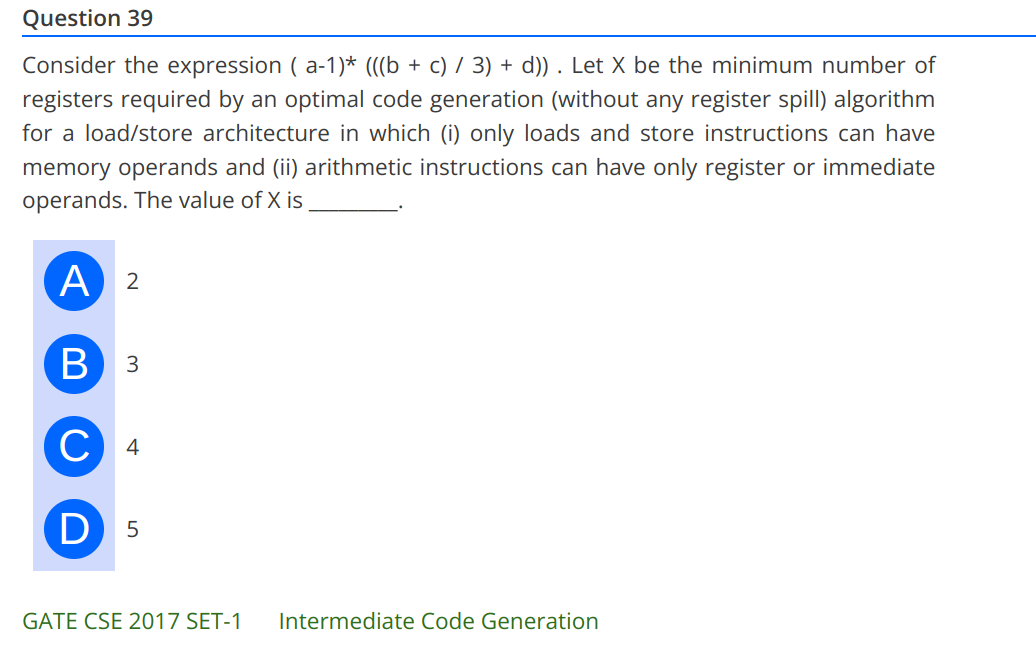 Question 39
Consider the expression ( a-1)* (((b + c) / 3) + d)) . Let X be the minimum number of
registers required by an optimal code generation (without any register spill) algorithm
for a load/store architecture in which (i) only loads and store instructions can have
memory operands and (ii) arithmetic instructions can have only register or immediate
operands. The value of X is _________.
A 2
B 3
C 4
D 5
GATE CSE 2017 SET-1 Intermediate Code Generation